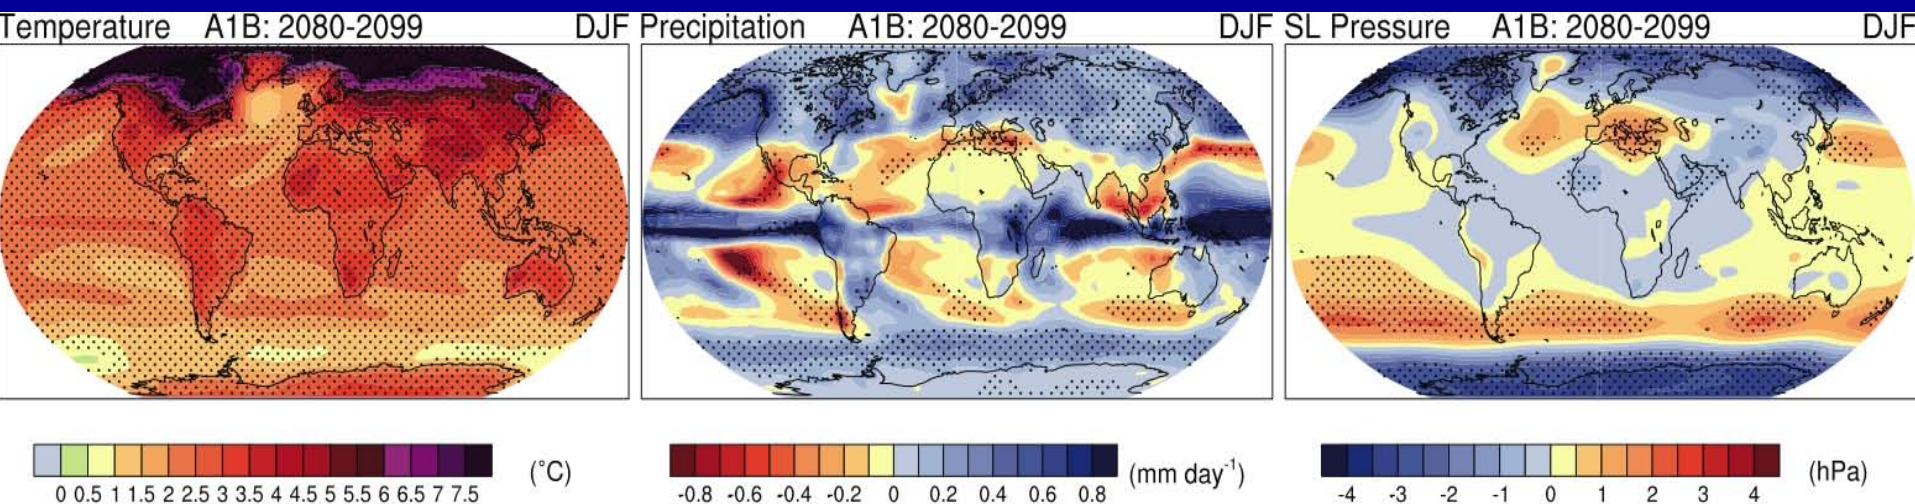 Temperature A1B: 2080-2099 DJF
Precipitation A1B: 2080-2099 DJF
SL Pressure A1B: 2080-2099 DJF
0 0.5 1 1.5 2 2.5 3 3.5 4 4.5 5 5.5 6 6.5 7 7.5
(°C)
-0.8 -0.6 -0.4 -0.2 0 0.2 0.4 0.6 0.8
(mm day-1)
-4 -3 -2 -1 0 1 2 3 4
(hPa)